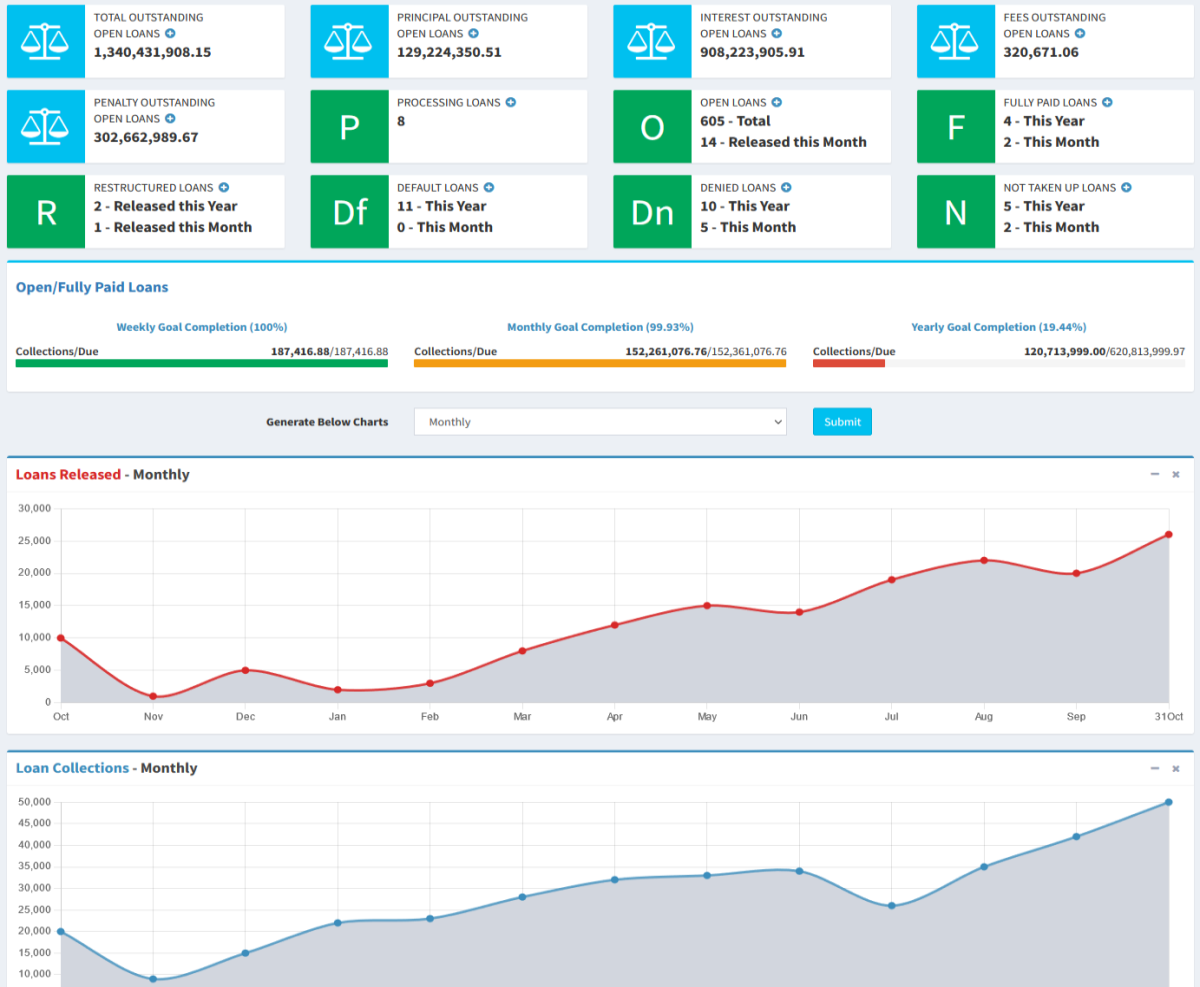 TOTAL OUTSTANDING
OPEN LOANS
1,340,431,908.15
PRINCIPAL OUTSTANDING
OPEN LOANS
129,224,350.51
INTEREST OUTSTANDING
OPEN LOANS
908,223,905.91
FEES OUTSTANDING
OPEN LOANS
320,671.06
PENALTY OUTSTANDING
OPEN LOANS
302,662,989.67
P
PROCESSING LOANS
8
O
OPEN LOANS
605 - Total
14 - Released this Month
F
FULLY PAID LOANS
4 - This Year
2 - This Month
R
RESTRUCTURED LOANS
2 - Released this Year
1 - Released this Month
Df
DEFAULT LOANS
11 - This Year
0 - This Month
Dn
DENIED LOANS
10 - This Year
5 - This Month
N
NOT TAKEN UP LOANS
5 - This Year
2 - This Month
Open/Fully Paid Loans
Weekly Goal Completion (100%)
Collections/Due 187,416.88/187,416.88
Monthly Goal Completion (99.93%)
Collections/Due 152,261,076.76/152,361,076.76
Yearly Goal Completion (19.44%)
Collections/Due 120,713,999.00/620,813,999.97
Generate Below Charts Monthly Submit
Loans Released - Monthly
30,000
25,000
20,000
15,000
10,000
5,000
0
Oct Nov Dec Jan Feb Mar Apr May Jun Jul Aug Sep 31Oct
Loan Collections - Monthly
50,000
45,000
40,000
35,000
30,000
25,000
20,000
15,000
10,000